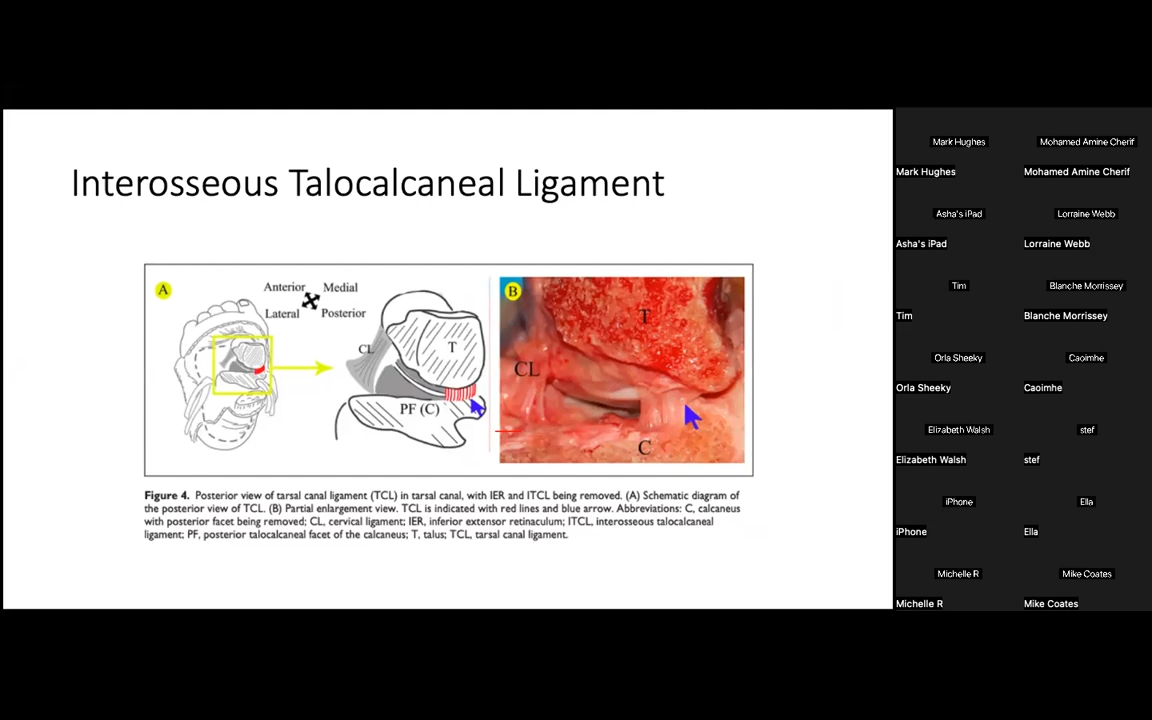 Interosseous Talocalcaneal Ligament
A
Anterior Medial
Lateral Posterior
CL
T
PF (C)
B
T
CL
C
Figure 4. Posterior view of tarsal canal ligament (TCL) in tarsal canal, with IER and ITCL being removed. (A) Schematic diagram of
the posterior view of TCL. (B) Partial enlargement view. TCL is indicated with red lines and blue arrow. Abbreviations: C, calcaneus
with posterior facet being removed; CL, cervical ligament; IER, inferior extensor retinaculum; ITCL, interosseous talocalcaneal
ligament; PF, posterior talocalcaneal facet of the calcaneus; T, talus; TCL, tarsal canal ligament.
Mark Hughes Mohamed Amine Cherif
Mark Hughes Mohamed Amine Cherif
Asha's iPad Lorraine Webb
Asha's iPad Lorraine Webb
Tim Blanche Morrissey
Tim Blanche Morrissey
Orla Sheeky Caoimhe
Orla Sheeky Caoimhe
Elizabeth Walsh stef
Elizabeth Walsh stef
iPhone Ella
iPhone Ella
Michelle R Mike Coates
Michelle R Mike Coates